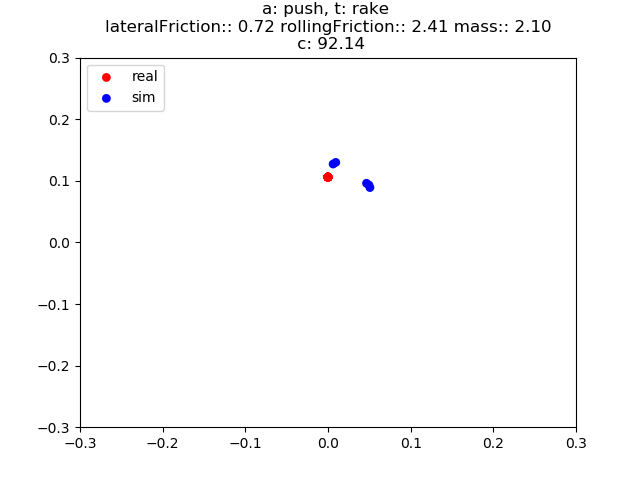 a: push, t: rake
lateralFriction:: 0.72 rollingFriction:: 2.41 mass:: 2.10
c: 92.14
real
sim
0.3
0.2
0.1
0.0
−0.1
−0.2
−0.3
−0.3 −0.2 −0.1 0.0 0.1 0.2 0.3